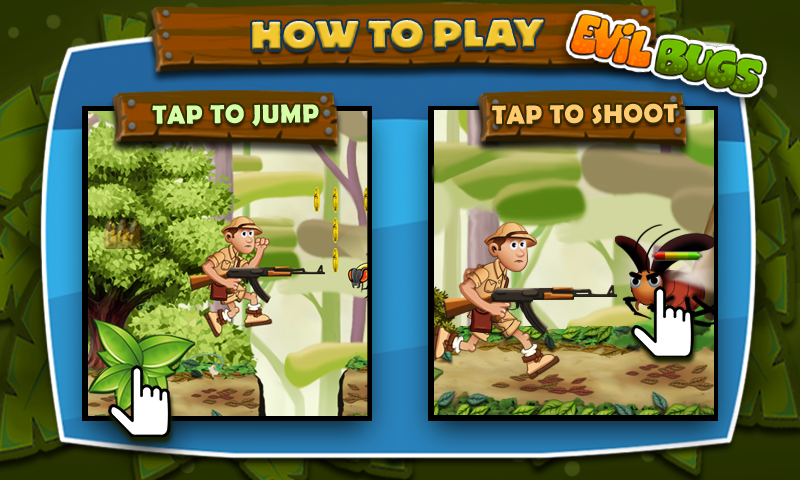 HOW TO PLAY
EVIL BUGS
TAP TO JUMP
TAP TO SHOOT